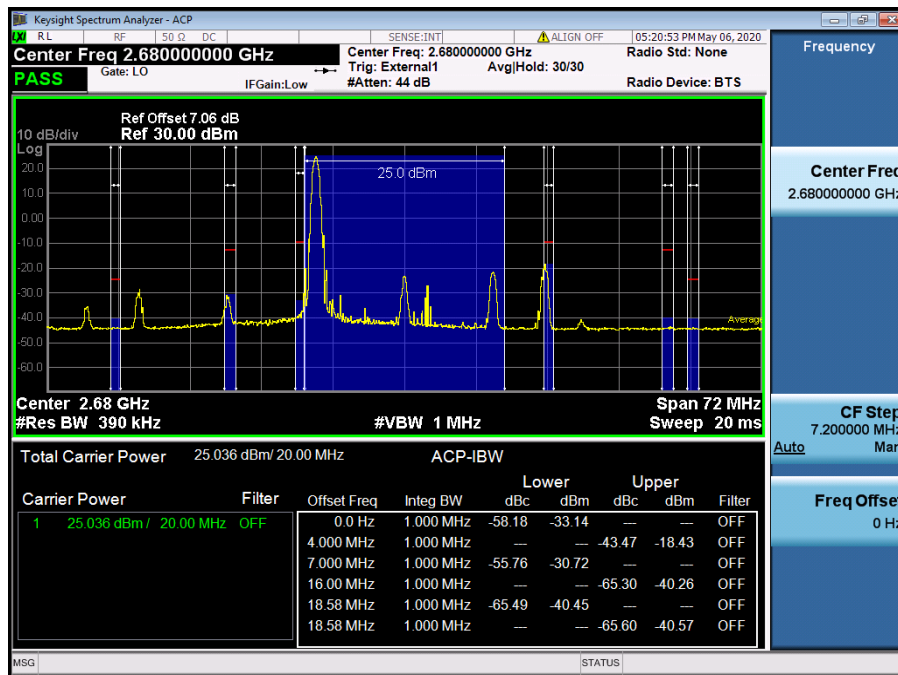 Keysight Spectrum Analyzer - ACP
LXI RL RF 50 Ω DC SENSE:INT ALIGN OFF 05:20:53 PM May 06, 2020
Center Freq 2.680000000 GHz
Center Freq: 2.680000000 GHz Radio Std: None
Gate: LO Trig: External1 Avg|Hold: 30/30
PASS IFGain:Low #Atten: 44 dB Radio Device: BTS
Frequency
Ref Offset 7.06 dB
10 dB/div Ref 30.00 dBm
Log
20.0
10.0
0.00
-10.0
-20.0
-30.0
-40.0
-50.0
-60.0
25.0 dBm
Average
Center 2.68 GHz Span 72 MHz
#Res BW 390 kHz #VBW 1 MHz Sweep 20 ms
Center Freq
2.680000000 GHz
CF Step
7.200000 MHz
Auto Man
Freq Offset
0 Hz
Total Carrier Power 25.036 dBm/ 20.00 MHz ACP-IBW
Lower Upper
Carrier Power Filter Offset Freq Integ BW dBc dBm dBc dBm Filter
1 25.036 dBm / 20.00 MHz OFF 0.0 Hz 1.000 MHz -58.18 -33.14 --- --- OFF
4.000 MHz 1.000 MHz --- --- -43.47 -18.43 OFF
7.000 MHz 1.000 MHz -55.76 -30.72 --- --- OFF
16.00 MHz 1.000 MHz --- --- -65.30 -40.26 OFF
18.58 MHz 1.000 MHz -65.49 -40.45 --- --- OFF
18.58 MHz 1.000 MHz --- --- -65.60 -40.57 OFF
MSG STATUS